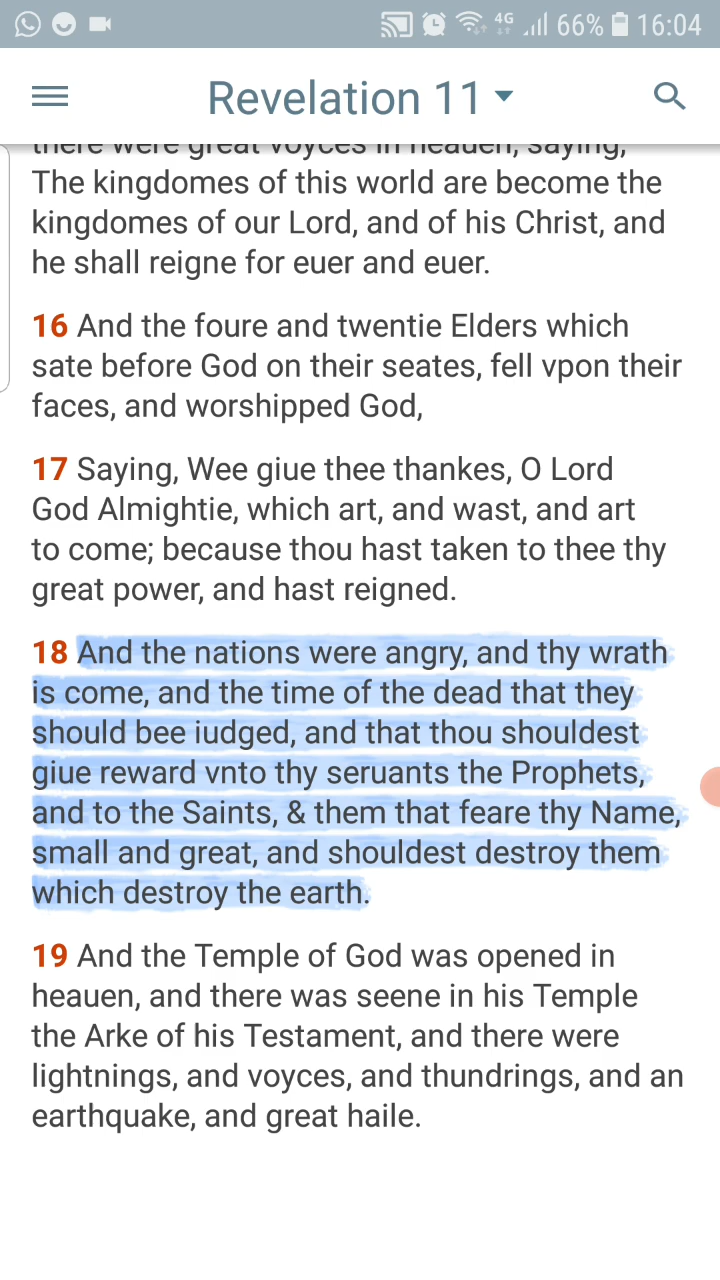 4G 66% 16:04
Revelation 11
there were great voyces in heauen, saying,
The kingdomes of this world are become the
kingdomes of our Lord, and of his Christ, and
he shall reigne for euer and euer.
16 And the foure and twentie Elders which
sate before God on their seates, fell vpon their
faces, and worshipped God,
17 Saying, Wee giue thee thankes, O Lord
God Almightie, which art, and wast, and art
to come; because thou hast taken to thee thy
great power, and hast reigned.
18 And the nations were angry, and thy wrath
is come, and the time of the dead that they
should bee iudged, and that thou shouldest
giue reward vnto thy seruants the Prophets,
and to the Saints, & them that feare thy Name,
small and great, and shouldest destroy them
which destroy the earth.
19 And the Temple of God was opened in
heauen, and there was seene in his Temple
the Arke of his Testament, and there were
lightnings, and voyces, and thundrings, and an
earthquake, and great haile.